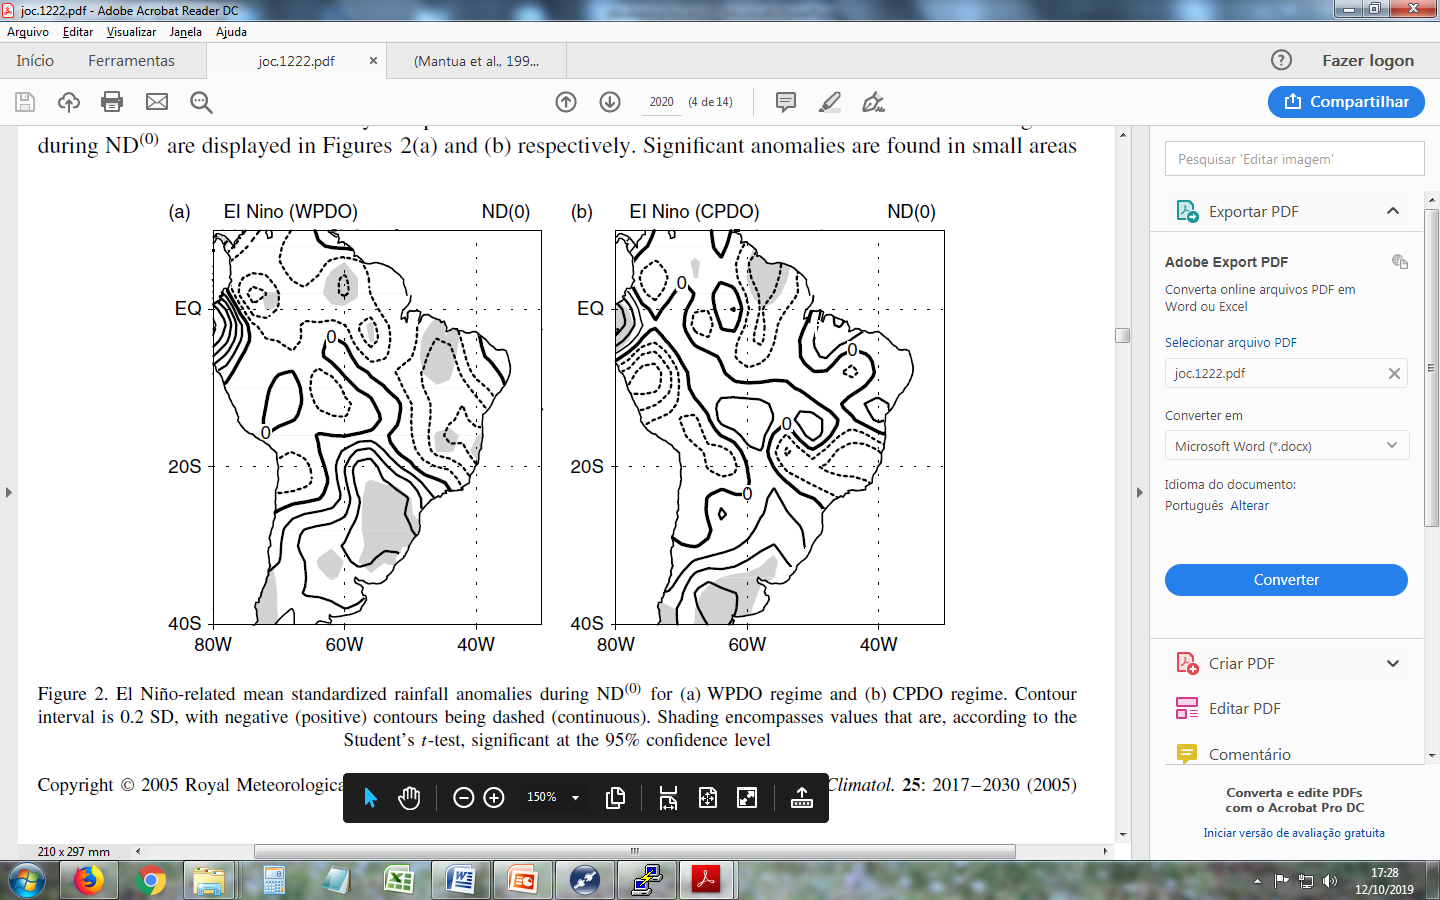 joc.1222.pdf - Adobe Acrobat Reader DC
Arquivo Editar Visualizar Janela Ajuda
Início Ferramentas joc.1222.pdf × (Mantua et al., 199... ? Fazer logon
2020 (4 de 14) Compartilhar
during ND(0) are displayed in Figures 2(a) and (b) respectively. Significant anomalies are found in small areas
(a) El Nino (WPDO) ND(0) (b) El Nino (CPDO) ND(0)
EQ
20S
40S
80W 60W 40W
0
0
EQ
20S
40S
80W 60W 40W
0
0
0
0
Figure 2. El Niño-related mean standardized rainfall anomalies during ND(0) for (a) WPDO regime and (b) CPDO regime. Contour
interval is 0.2 SD, with negative (positive) contours being dashed (continuous). Shading encompasses values that are, according to the
Student's t-test, significant at the 95% confidence level
Copyright © 2005 Royal Meteorologica
Climatol. 25: 2017–2030 (2005)
150%
210 x 297 mm
Pesquisar 'Editar imagem'
Exportar PDF
Adobe Export PDF
Converta online arquivos PDF em
Word ou Excel
Selecionar arquivo PDF
joc.1222.pdf
Converter em
Microsoft Word (*.docx)
Idioma do documento:
Português Alterar
Converter
Criar PDF
Editar PDF
Comentário
Converta e edite PDFs
com o Acrobat Pro DC
Iniciar versão de avaliação gratuita
17:28
12/10/2019